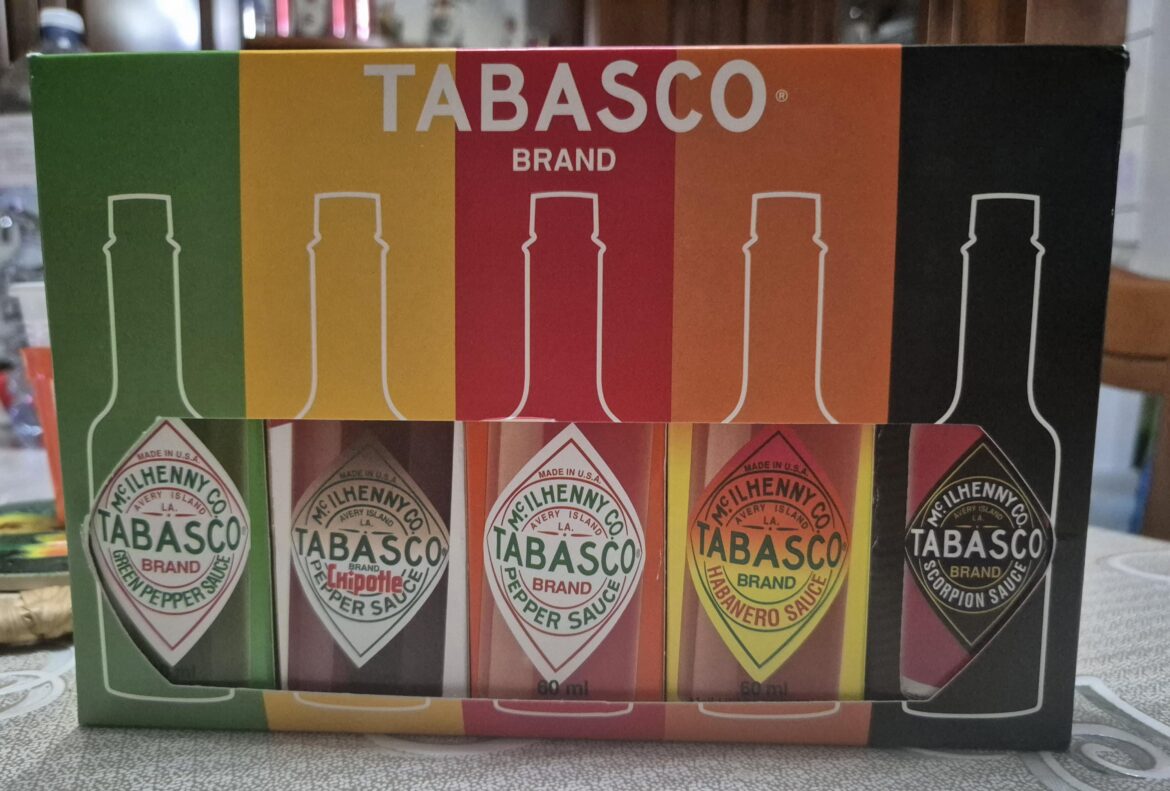 TABASCO®
BRAND
MADE IN U.S.A.
McILHENNY CO.
AVERY ISLAND
LA.
TABASCO®
BRAND
GREEN PEPPER SAUCE
ml
MADE IN U.S.A.
McILHENNY CO.
AVERY ISLAND
LA.
TABASCO®
BRAND
CHiPOtle
PEPPER SAUCE
MADE IN U.S.A.
McILHENNY CO.
AVERY ISLAND
LA.
TABASCO®
BRAND
PEPPER SAUCE
60 ml
MADE IN U.S.A.
McILHENNY CO.
AVERY ISLAND
LA.
TABASCO®
BRAND
HABANERO SAUCE
60 ml
McILHENNY CO.
AVERY ISLAND
LA.
TABASCO®
BRAND
SCORPION SAUCE